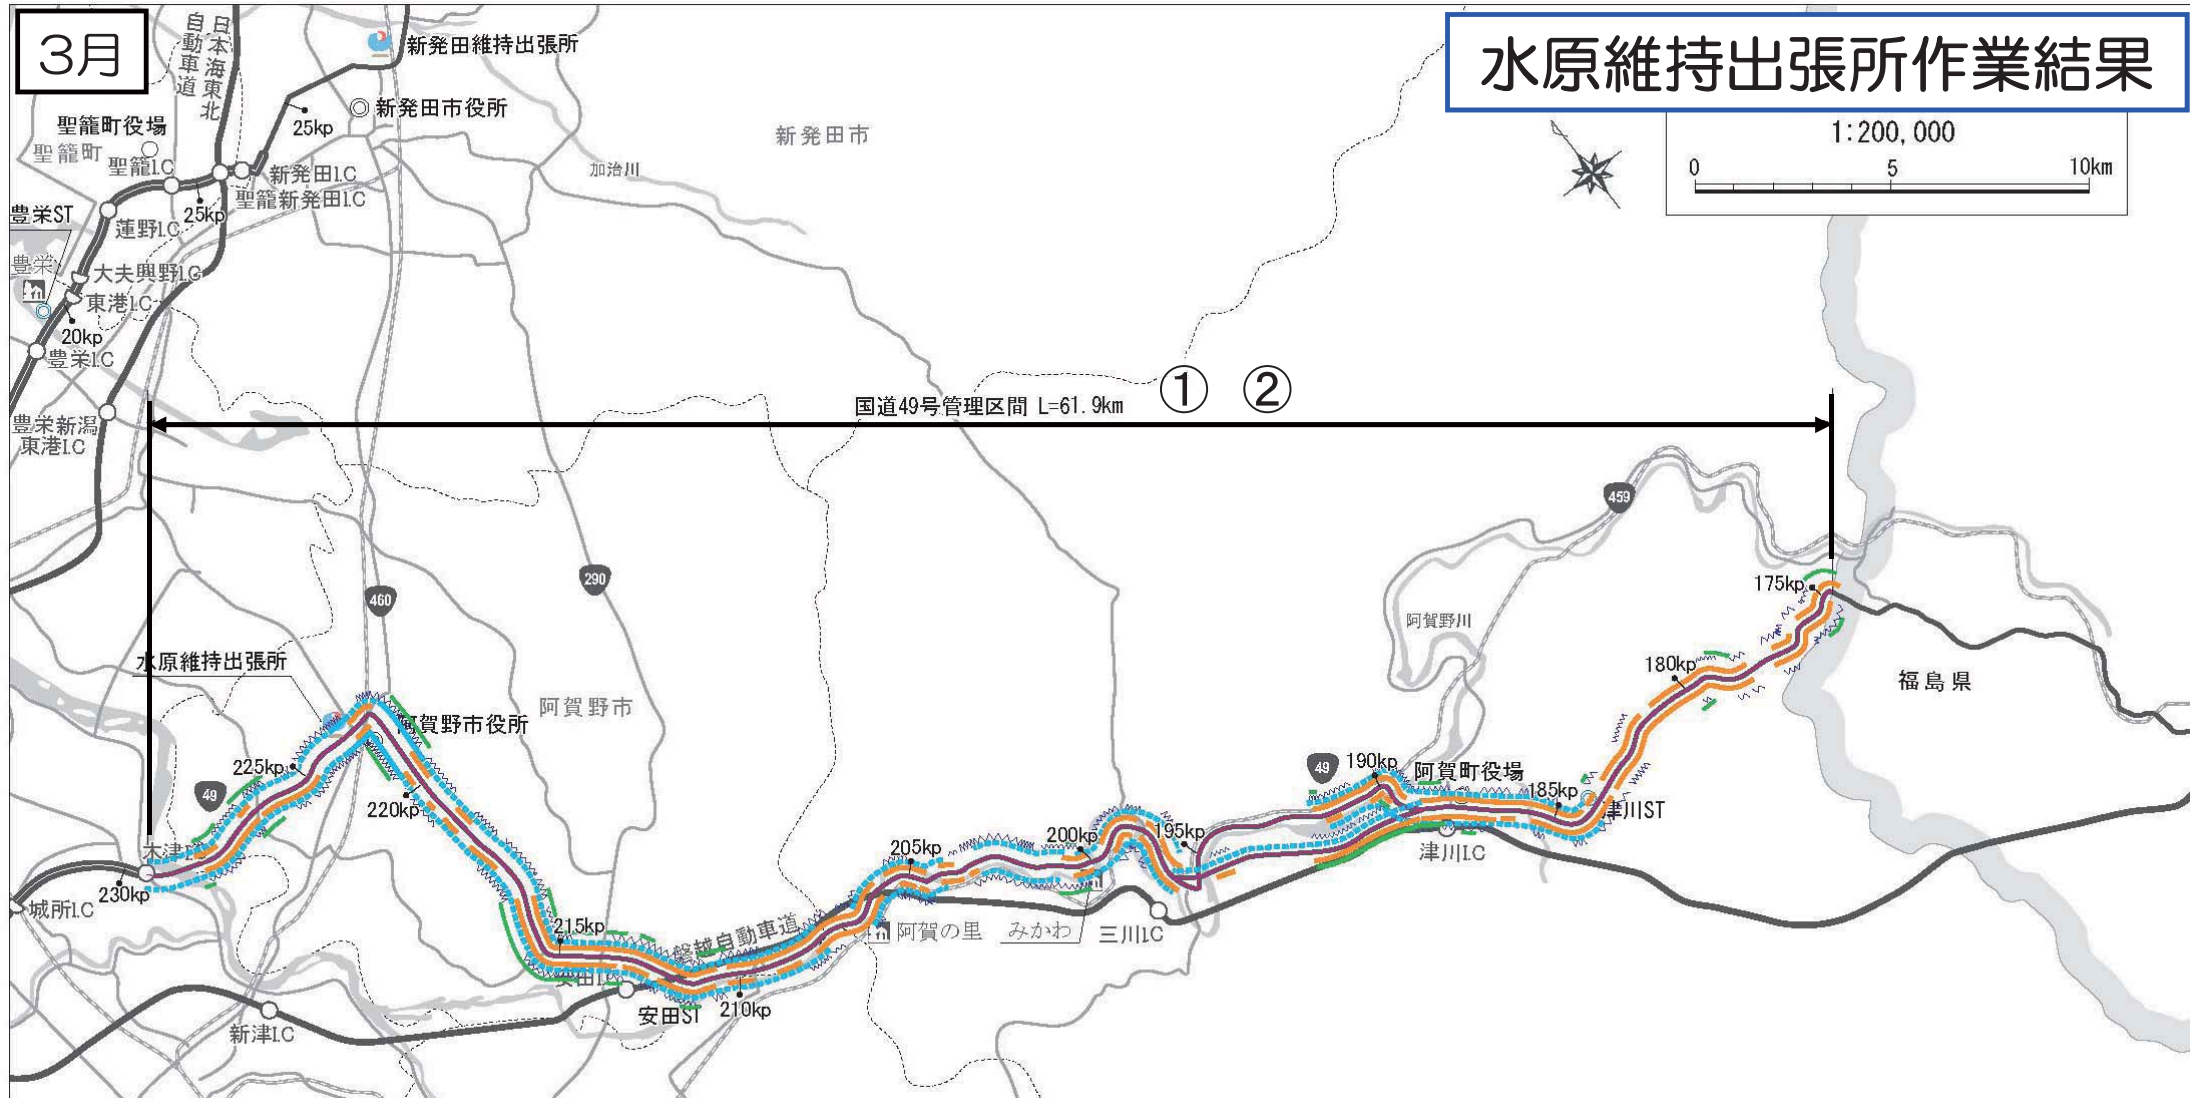 3月
水原維持出張所作業結果
1:200,000
0
5
10km
日本海東北
自動車道
新発田維持出張所
新発田市役所
25kp
聖籠町役場
聖籠町
聖籠I.C
新発田I.C
聖籠新発田I.C
25kp
新発田市
加治川
豊栄ST
蓮野I.C
豊栄
大夫興野I.C
東港I.C
20kp
豊栄I.C
豊栄新潟
東港I.C
国道49号管理区間 L=61.9km
① ②
459
290
460
175kp
阿賀野川
水原維持出張所
180kp
福島県
阿賀野市
阿賀野市役所
225kp
49
220kp
49
190kp
阿賀町役場
185kp
津川ST
津川I.C
木津I.C
230kp
城所I.C
205kp
200kp
195kp
215kp
磐越自動車道
阿賀の里
みかわ
三川I.C
安田I.C
安田ST
210kp
新津I.C